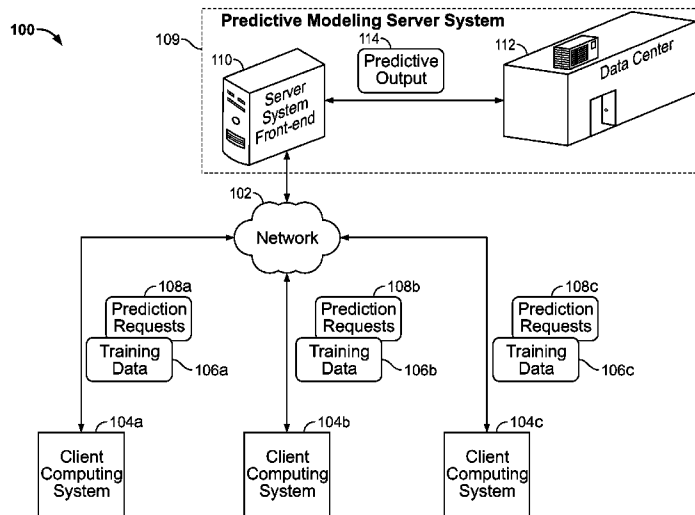 Predictive Modeling Server System
100
109
110
114
112
Predictive
Output
Data Center
Server
System
Front-end
102
Network
108a
Prediction
Requests
Training
Data
106a
108b
Prediction
Requests
Training
Data
106b
108c
Prediction
Requests
Training
Data
106c
104a
Client
Computing
System
104b
Client
Computing
System
104c
Client
Computing
System